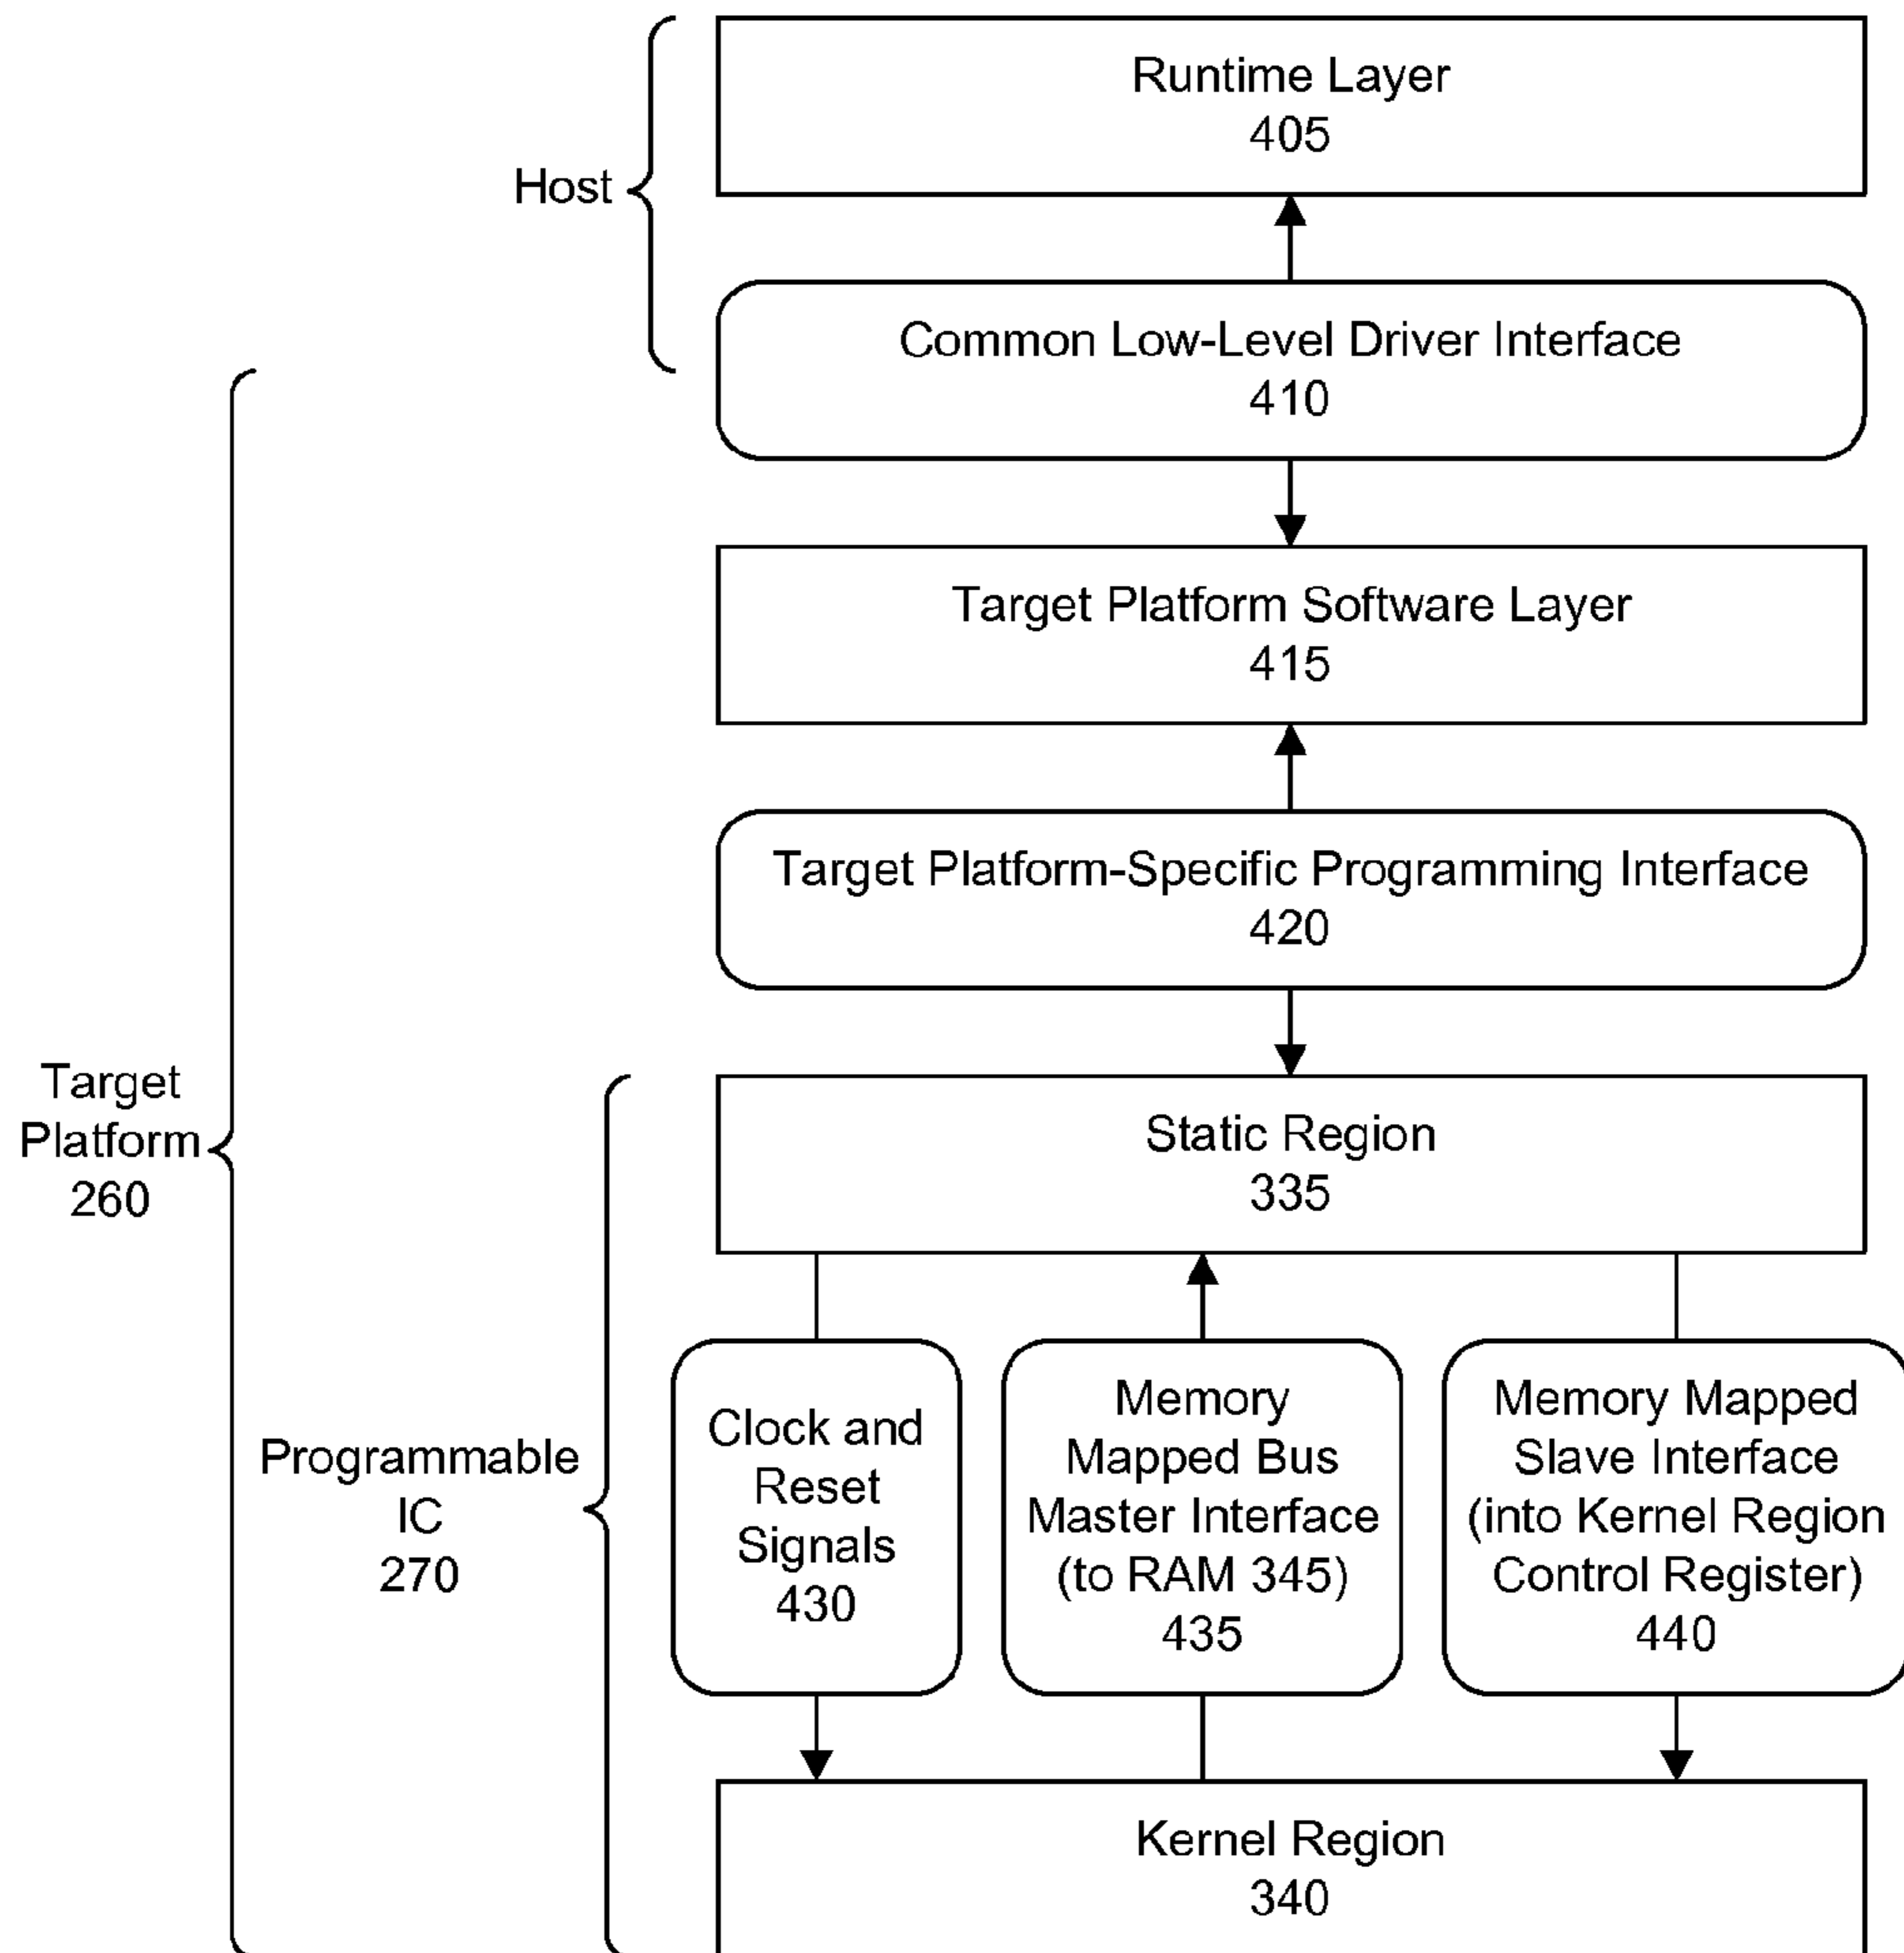 Runtime Layer
405
Host
Common Low-Level Driver Interface
410
Target Platform Software Layer
415
Target Platform-Specific Programming Interface
420
Target
Platform
260
Static Region
335
Programmable
IC
270
Clock and
Reset
Signals
430
Memory
Mapped Bus
Master Interface
(to RAM 345)
435
Memory Mapped
Slave Interface
(into Kernel Region
Control Register)
440
Kernel Region
340